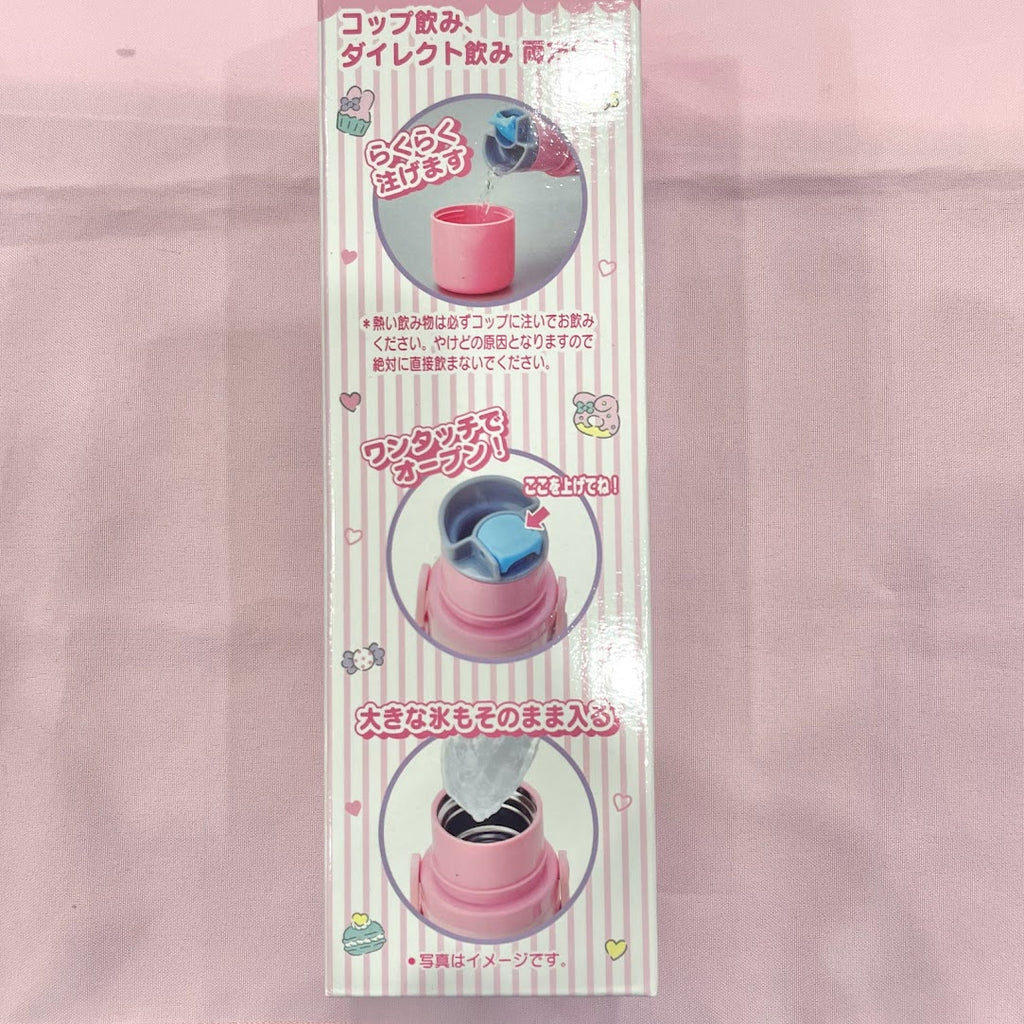 コップ飲み、
ダイレクト飲み
らくらく
注げます
＊熱い飲み物は必ずコップに注いでお飲み
ください。やけどの原因となりますので
絶対に直接飲まないでください。
ワンタッチで
オープン！
ここを上げてね！
大きな氷もそのまま入る
●写真はイメージです。